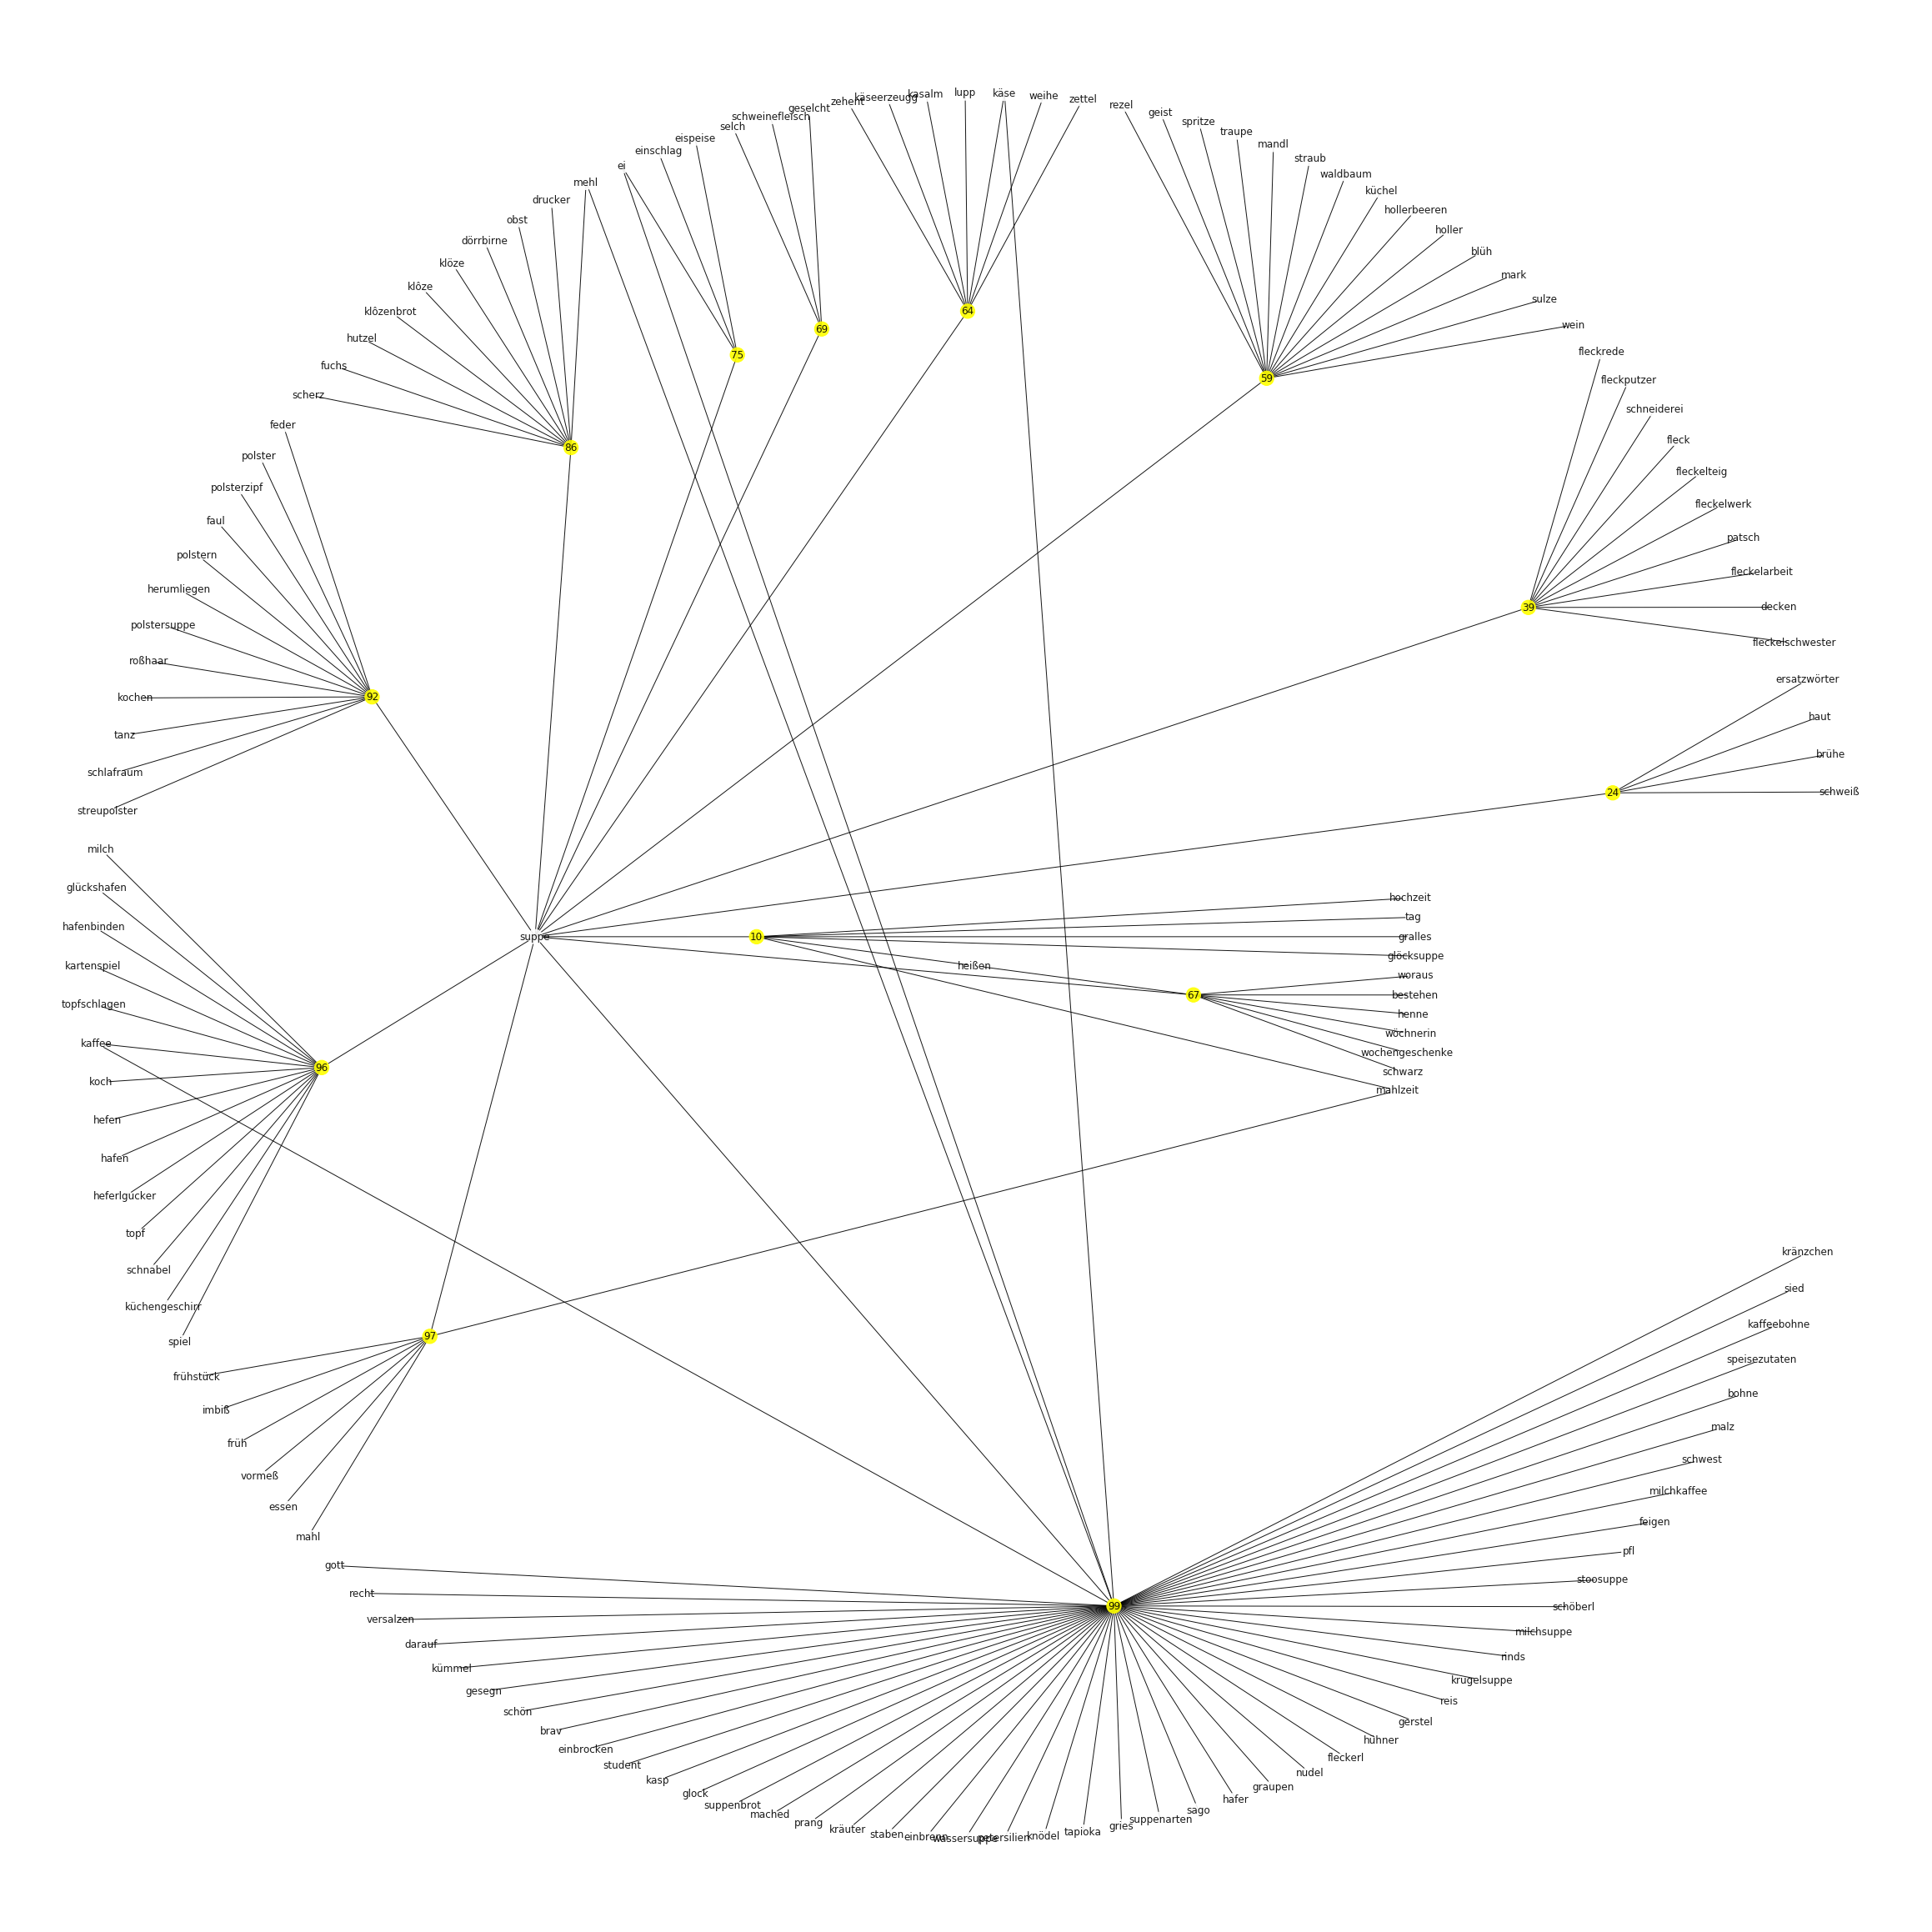 zehent
käseerzeugg
kasalm
lupp
käse
weihe
zettel
rezel
geist
spritze
traupe
mandl
straub
waldbaum
küchel
hollerbeeren
holler
blüh
mark
sulze
wein
59
geselcht
schweinefleisch
selch
69
64
eispeise
einschlag
ei
75
mehl
drucker
obst
dörrbirne
klöze
klôze
klôzenbrot
hutzel
fuchs
scherz
86
fleckrede
fleckputzer
schneiderei
fleck
fleckelteig
fleckelwerk
patsch
fleckelarbeit
decken
fleckelschwester
39
feder
polster
polsterzipf
faul
polstern
herumliegen
polstersuppe
roßhaar
kochen
tanz
schlafraum
streupolster
92
ersatzwörter
haut
brühe
schweiß
24
suppe
10
heißen
67
hochzeit
tag
gralles
glöcksuppe
woraus
bestehen
henne
wöchnerin
wochengeschenke
schwarz
mahlzeit
milch
glückshafen
hafenbinden
kartenspiel
topfschlagen
kaffee
koch
hefen
hafen
heferlgucker
topf
schnabel
küchengeschirr
spiel
96
97
frühstück
imbiß
früh
vormeß
essen
mahl
kränzchen
sied
kaffeebohne
speisezutaten
bohne
malz
schwest
milchkaffee
feigen
pfl
stoosuppe
schöberl
milchsuppe
rinds
krügelsuppe
reis
gerstel
hühner
fleckerl
nudel
graupen
hafer
sago
suppenarten
gries
tapioka
knödel
petersilien
wassersuppe
einbrenn
staben
kräuter
prang
mached
suppenbrot
glock
kasp
student
einbrocken
brav
schön
gesegn
kümmel
darauf
versalzen
recht
gott
99